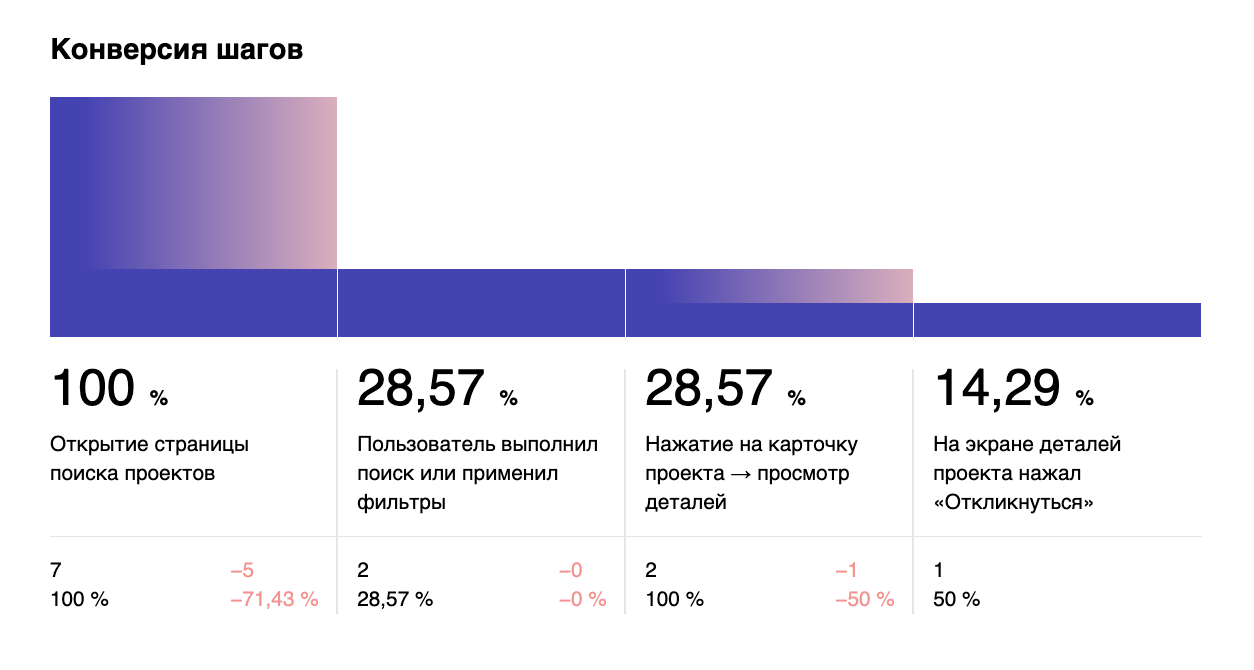 Конверсия шагов
100 %
Открытие страницы
поиска проектов
7 −5
100 % −71,43 %
28,57 %
Пользователь выполнил
поиск или применил
фильтры
2 −0
28,57 % −0 %
28,57 %
Нажатие на карточку
проекта → просмотр
деталей
2 −1
100 % −50 %
14,29 %
На экране деталей
проекта нажал
«Откликнуться»
1
50 %